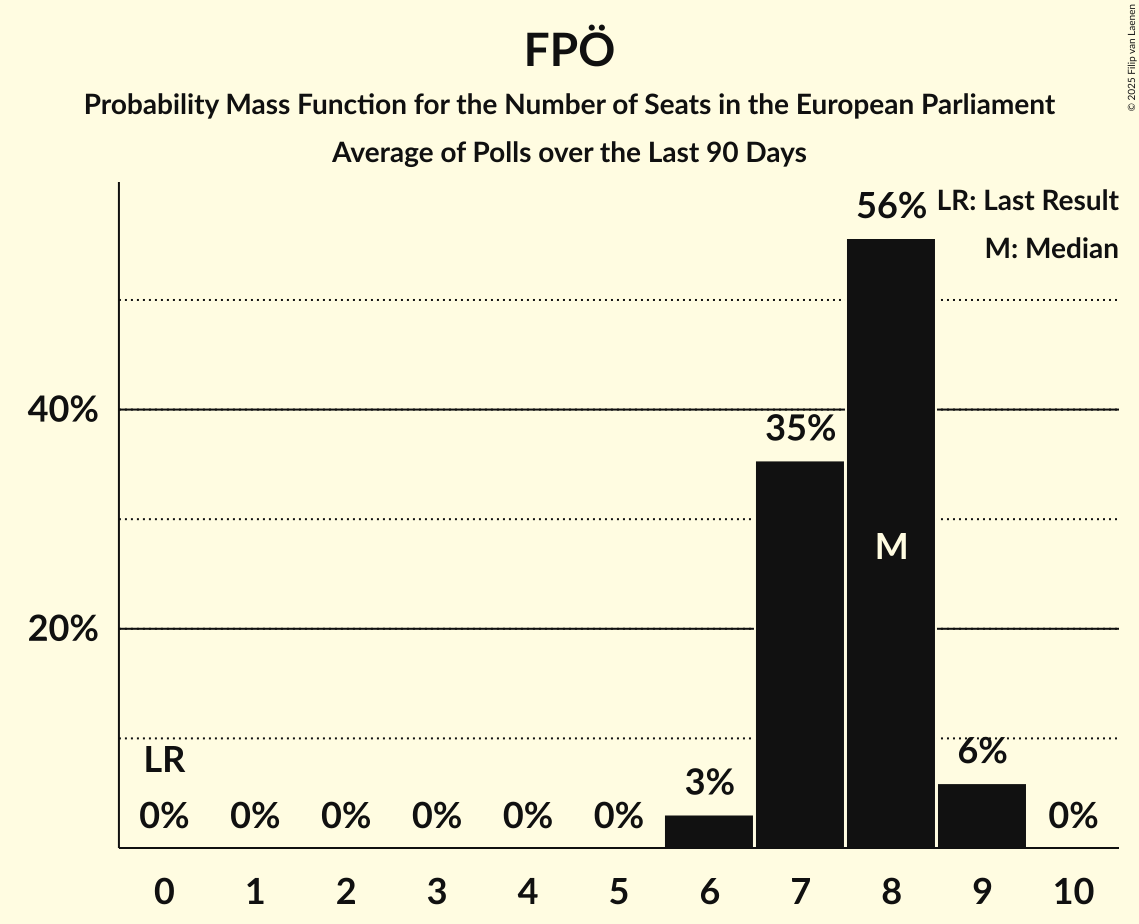 FPÖ
Probability Mass Function for the Number of Seats in the European Parliament
Average of Polls over the Last 90 Days
© 2025 Filip van Laenen
LR: Last Result
M: Median
56%
40%
35%
M
20%
LR
6%
3%
0% 0% 0% 0% 0% 0% 0%
0 1 2 3 4 5 6 7 8 9 10